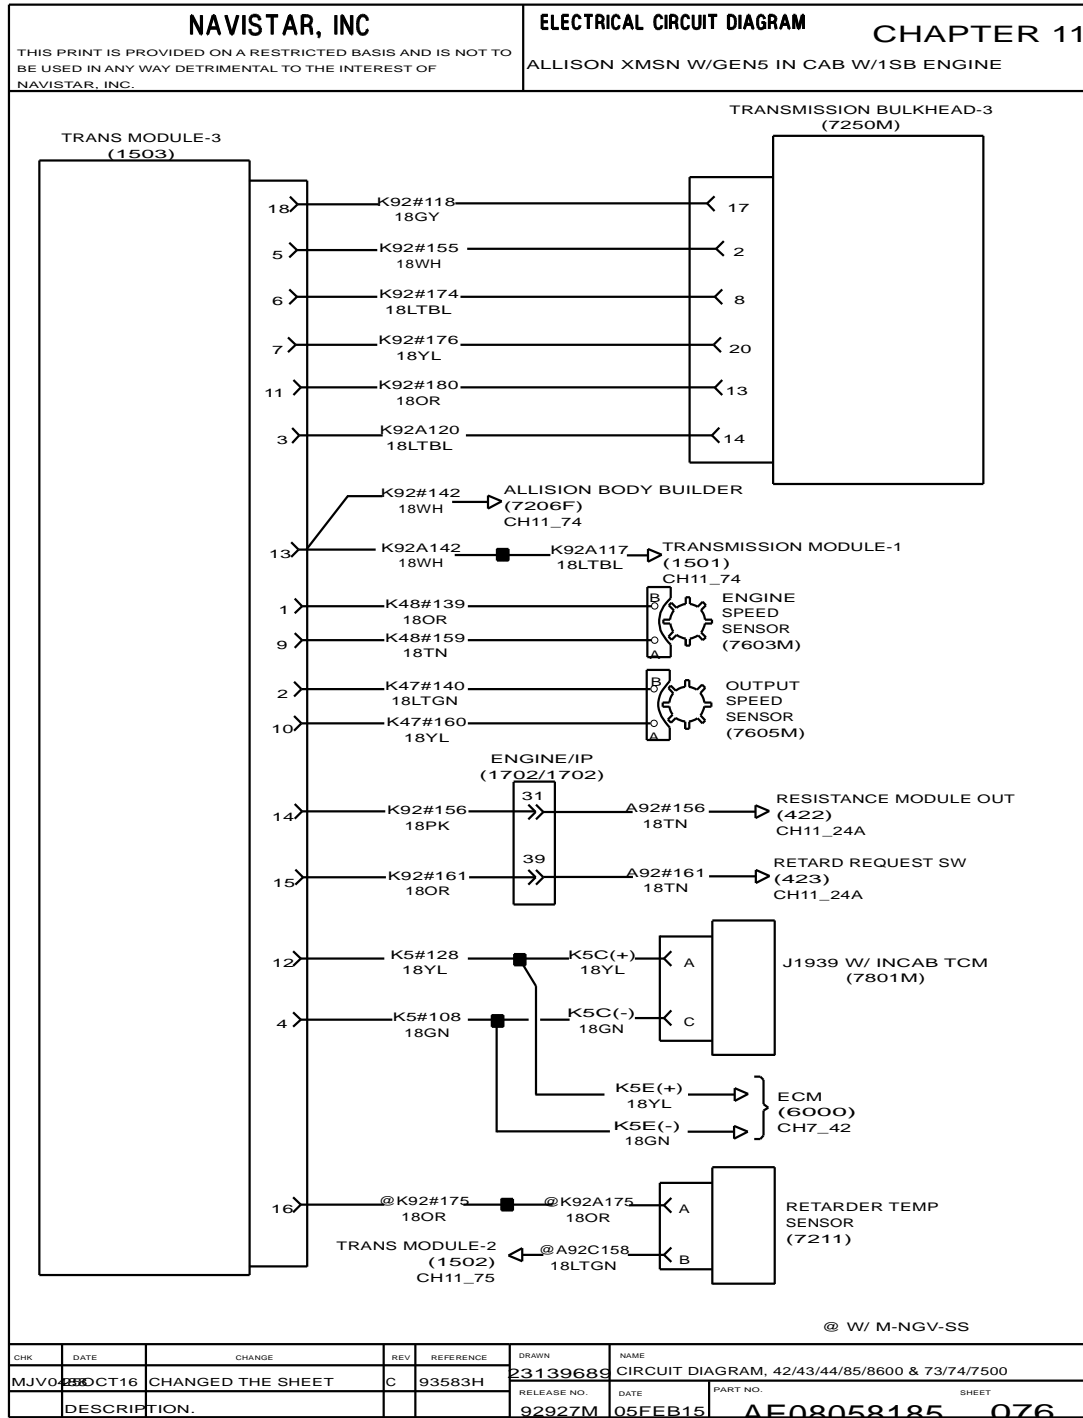 NAVISTAR, INC
THIS PRINT IS PROVIDED ON A RESTRICTED BASIS AND IS NOT TO
BE USED IN ANY WAY DETRIMENTAL TO THE INTEREST OF
NAVISTAR, INC.
ELECTRICAL CIRCUIT DIAGRAM
CHAPTER 11
ALLISON XMSN W/GEN5 IN CAB W/1SB ENGINE
TRANS MODULE-3
(1503)
TRANSMISSION BULKHEAD-3
(7250M)
18 K92#118 17
18GY
5 K92#155 2
18WH
6 K92#174 8
18LTBL
7 K92#176 20
18YL
11 K92#180 13
18OR
3 K92A120 14
18LTBL
K92#142 ALLISION BODY BUILDER
18WH (7206F)
CH11_74
13 K92A142 K92A117 TRANSMISSION MODULE-1
18WH 18LTBL (1501)
CH11_74
1 K48#139 B ENGINE
18OR SPEED
9 K48#159 SENSOR
18TN A (7603M)
2 K47#140 B OUTPUT
18LTGN SPEED
10 K47#160 SENSOR
18YL A (7605M)
ENGINE/IP
(1702/1702)
14 K92#156 31 A92#156 RESISTANCE MODULE OUT
18PK 18TN (422)
CH11_24A
15 K92#161 39 A92#161 RETARD REQUEST SW
18OR 18TN (423)
CH11_24A
12 K5#128 K5C(+) A J1939 W/ INCAB TCM
18YL 18YL (7801M)
4 K5#108 K5C(-) C
18GN 18GN
K5E(+) ECM
18YL (6000)
K5E(-) CH7_42
18GN
16 @K92#175 @K92A175 A RETARDER TEMP
18OR 18OR SENSOR
(7211)
TRANS MODULE-2 @A92C158 B
(1502) 18LTGN
CH11_75
@ W/ M-NGV-SS
CHK DATE CHANGE REV REFERENCE DRAWN NAME
OCT16 CHANGED THE SHEET C 93583H 23139689 CIRCUIT DIAGRAM, 42/43/44/85/8600 & 73/74/7500
DESCRIPTION. RELEASE NO. DATE PART NO. SHEET
92927M 05FEB15 AF08058185 076